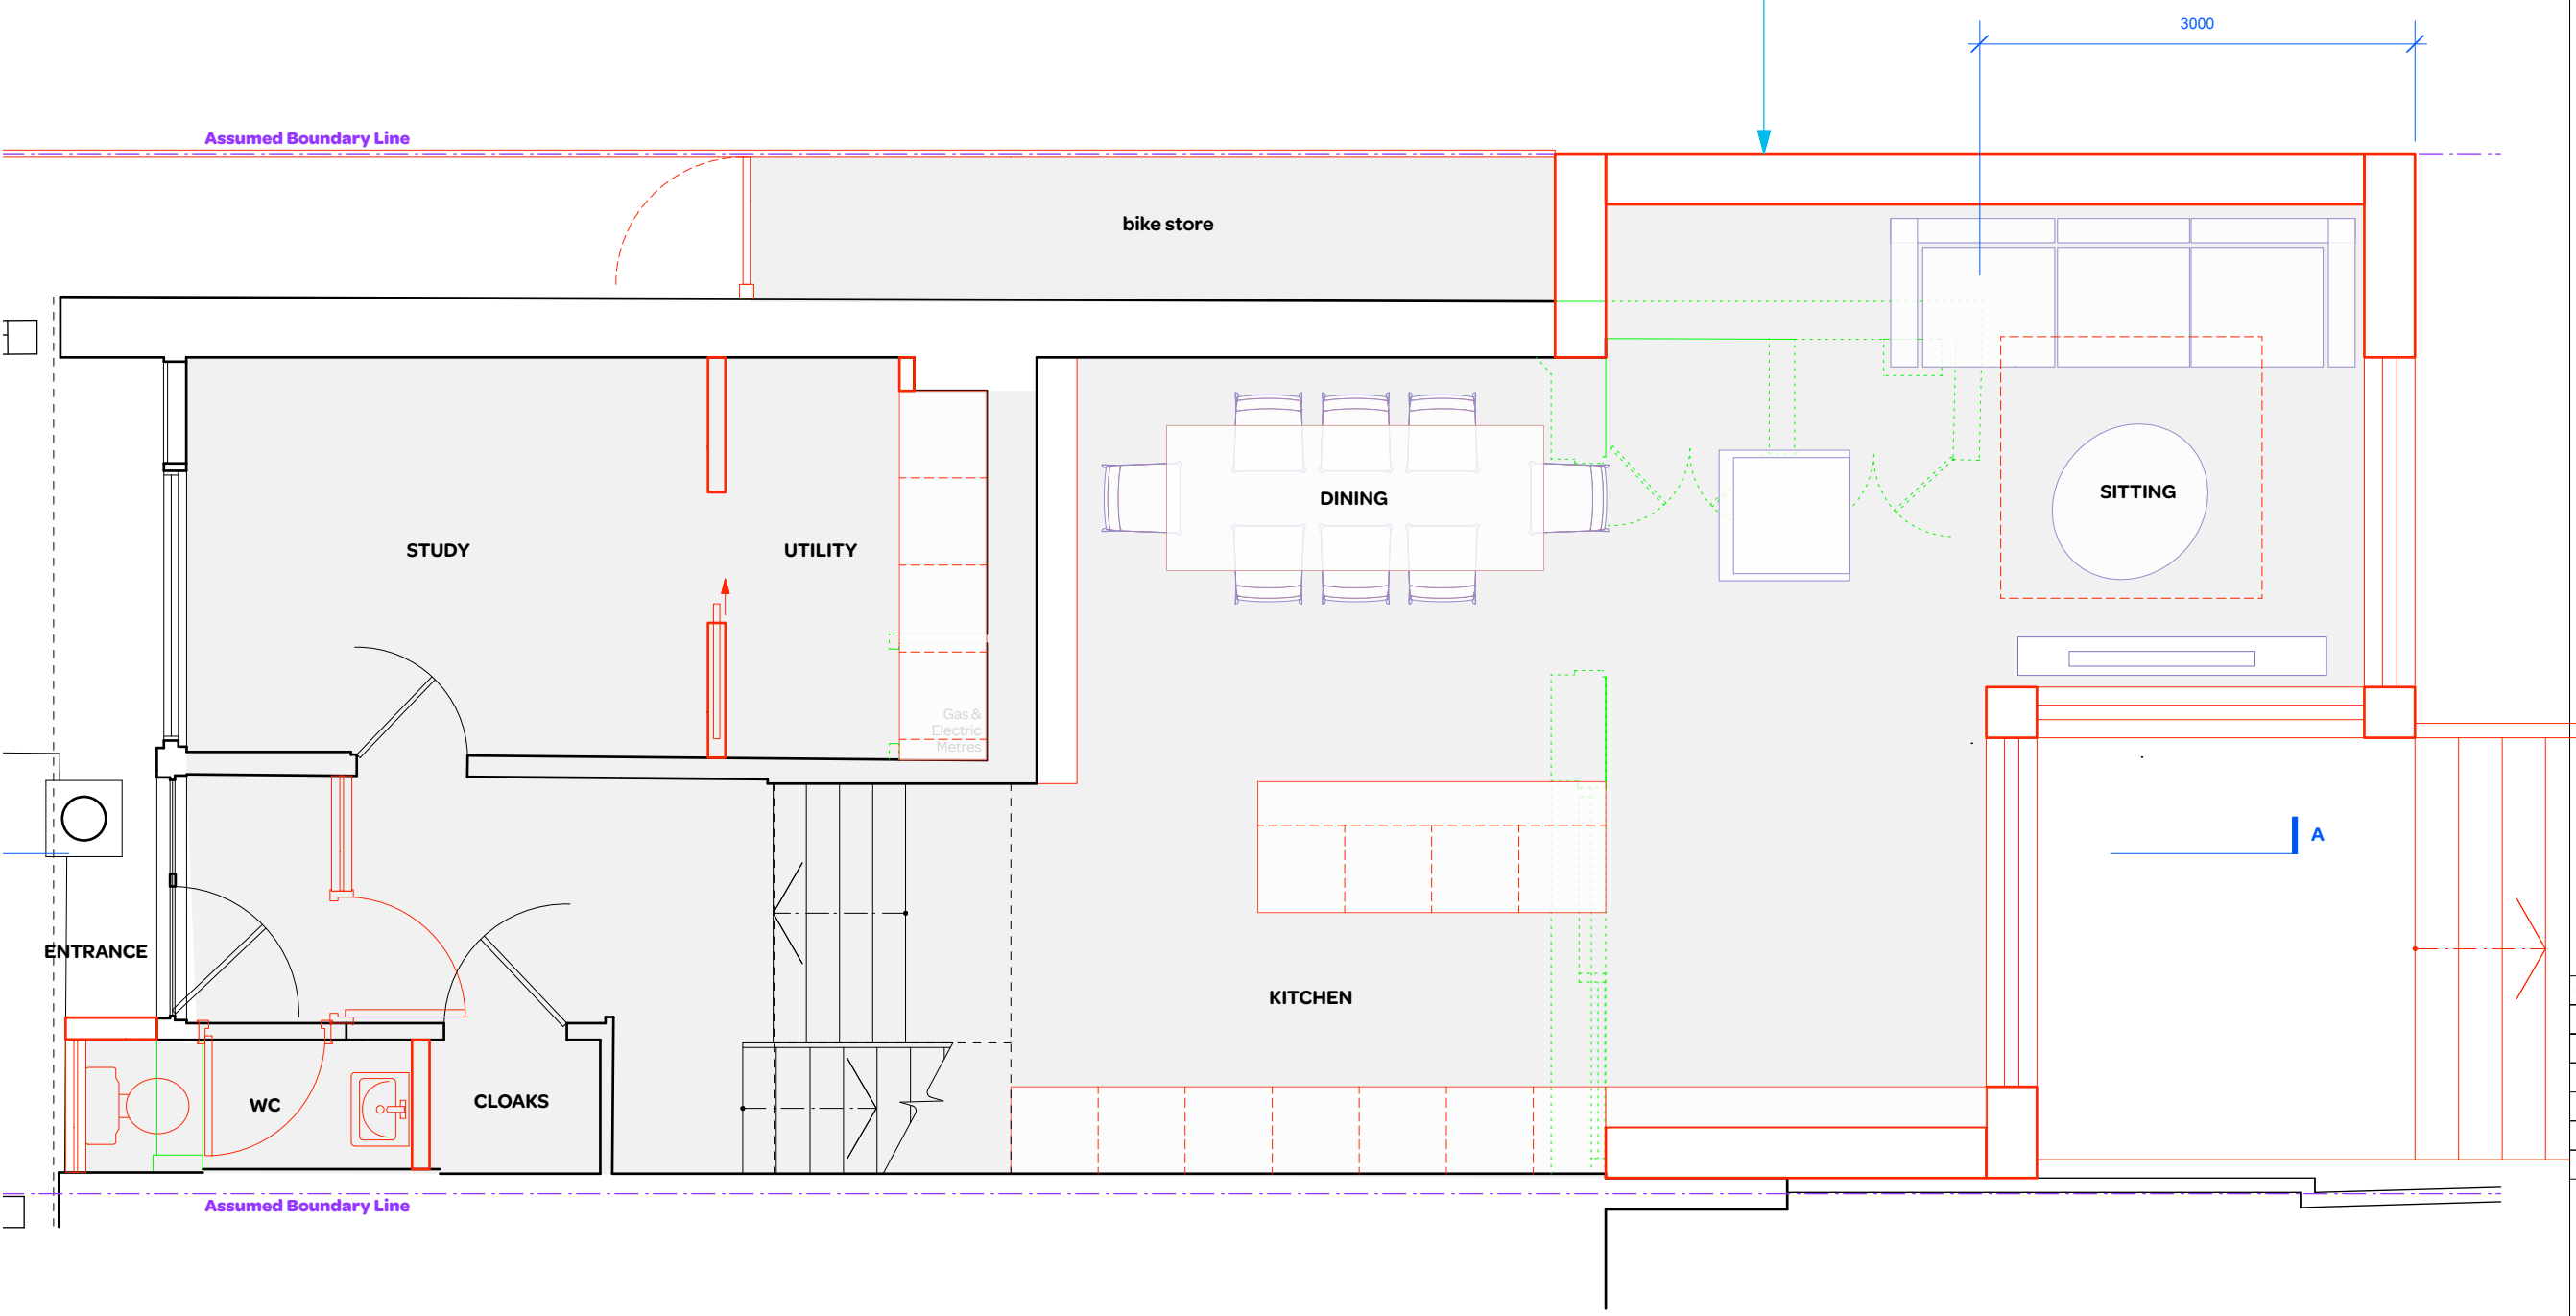 3000
Assumed Boundary Line
bike store
DINING
SITTING
STUDY
UTILITY
Gas &
Electric
Metres
A
ENTRANCE
KITCHEN
WC
CLOAKS
Assumed Boundary Line